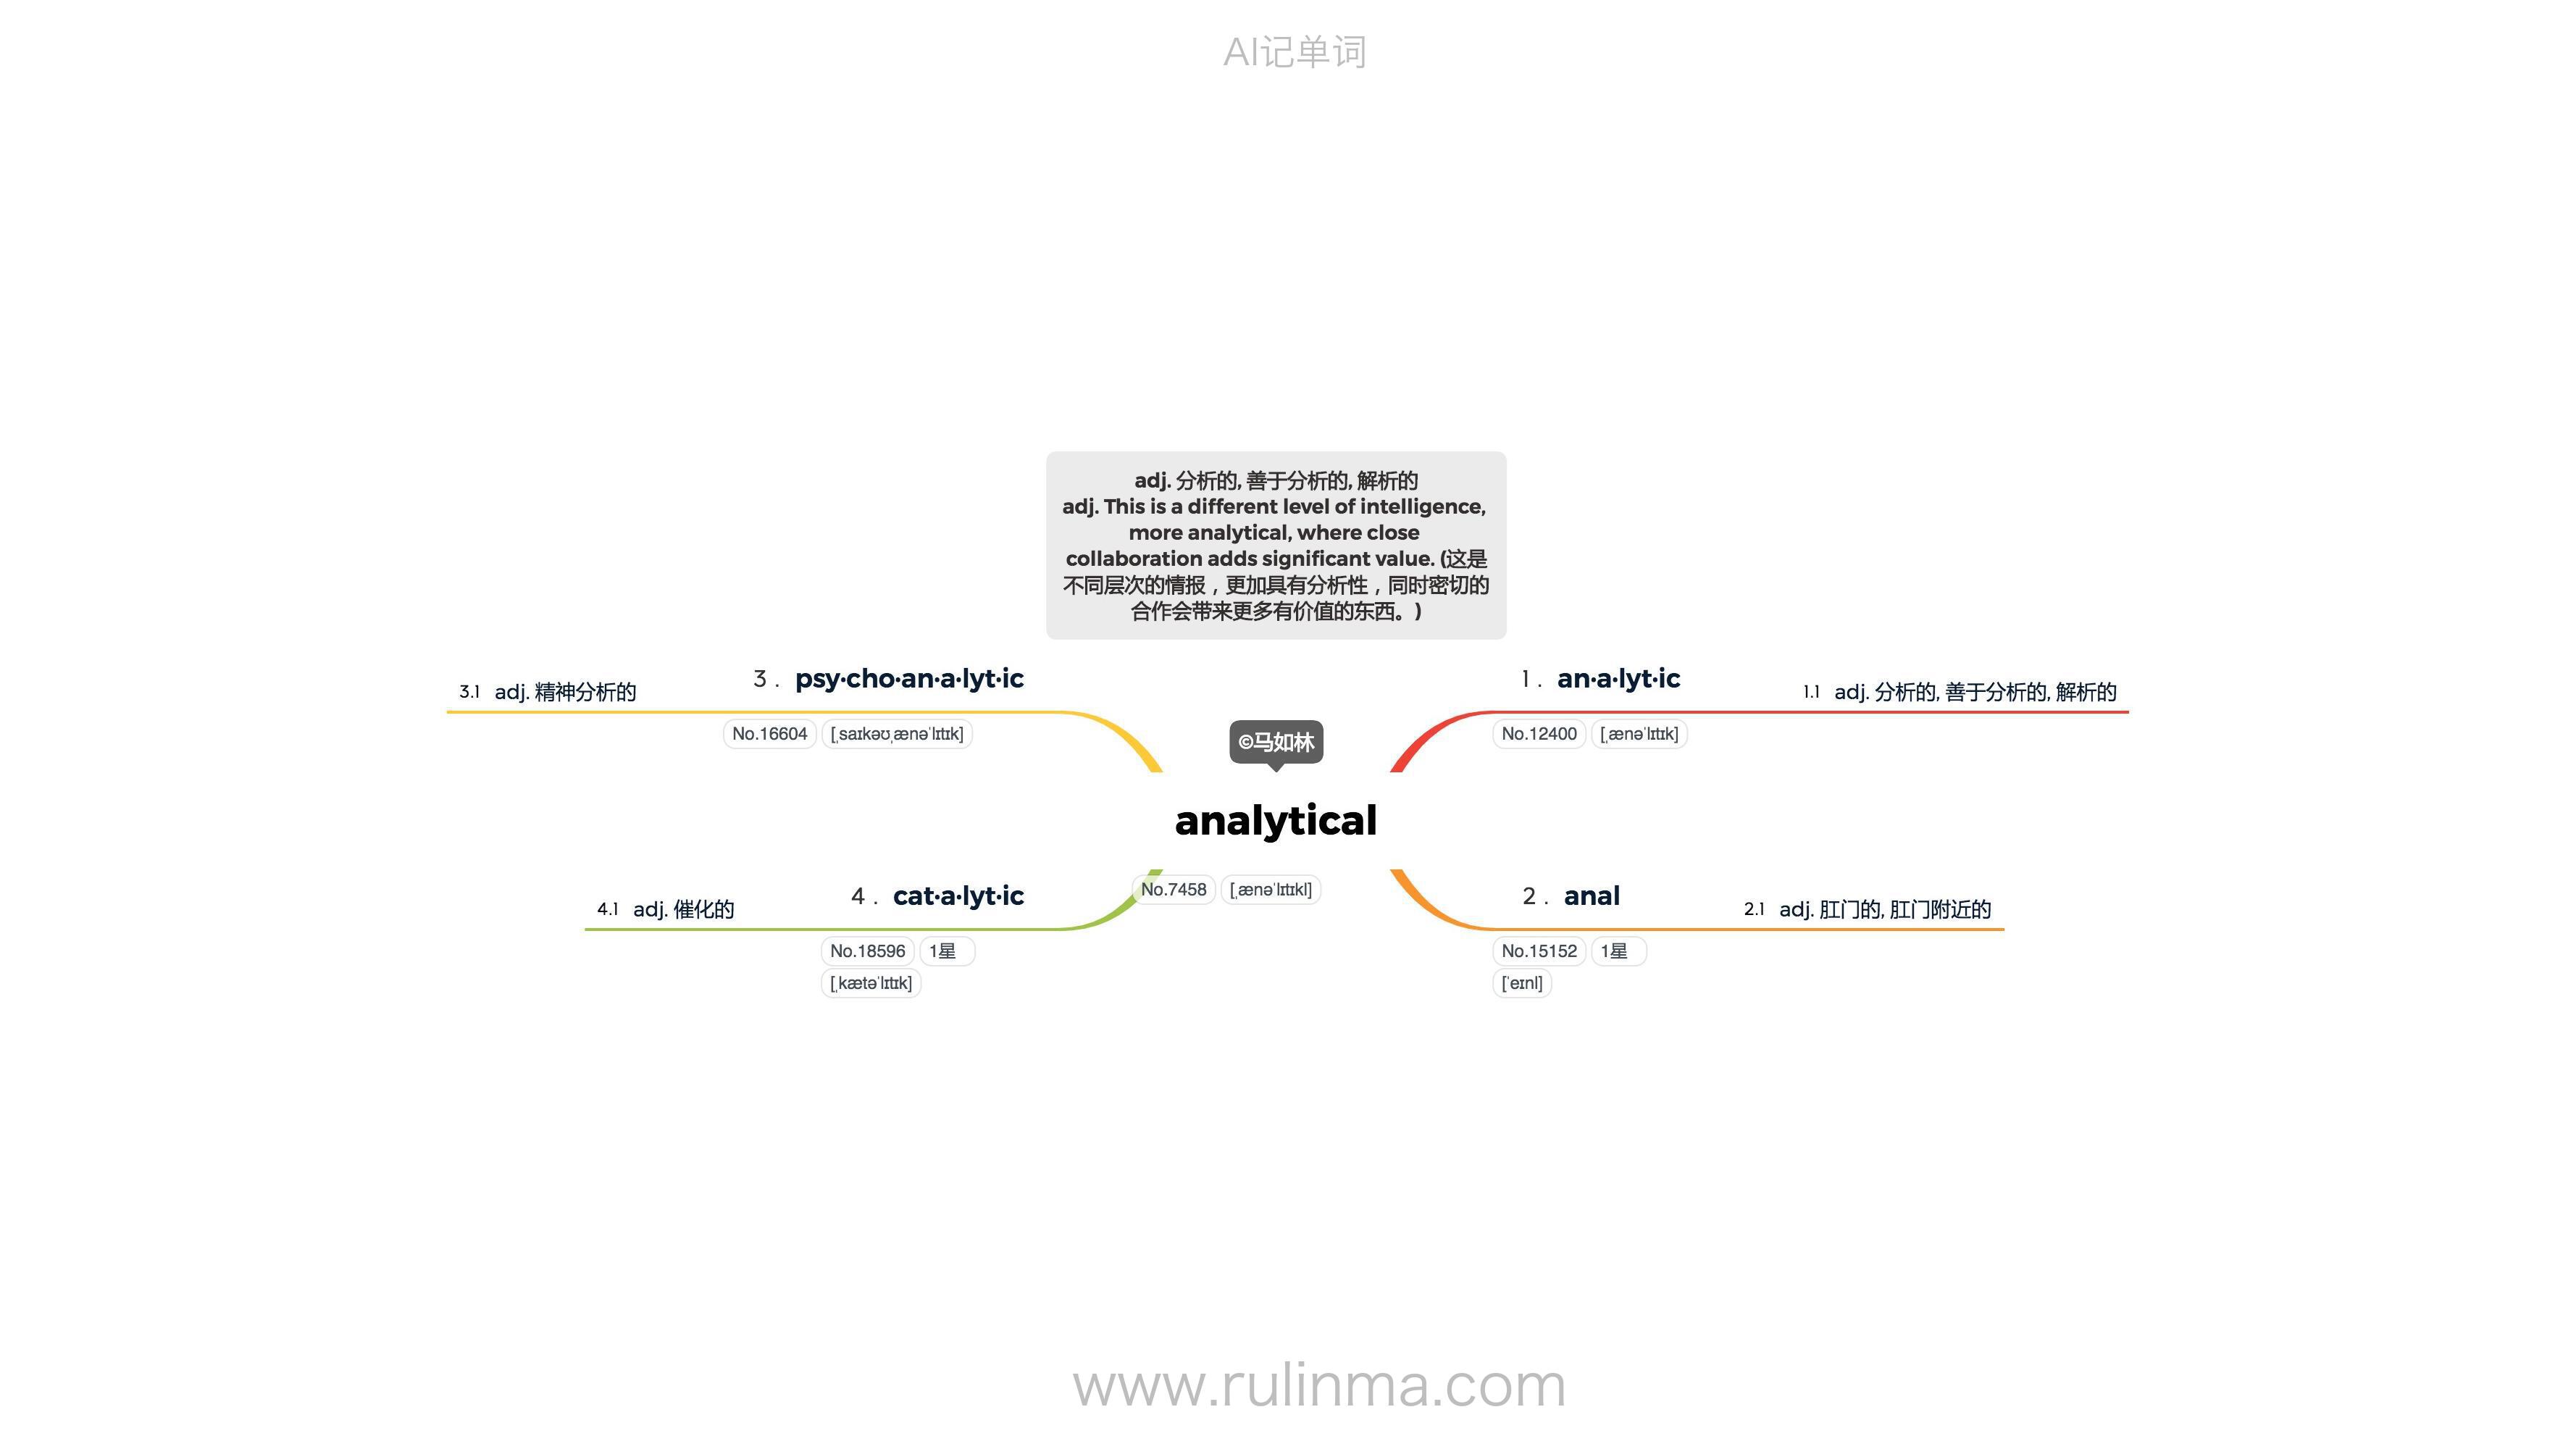 AI记单词
adj. 分析的, 善于分析的, 解析的
adj. This is a different level of intelligence,
more analytical, where close
collaboration adds significant value. (这是
不同层次的情报，更加具有分析性，同时密切的
合作会带来更多有价值的东西。)
3.1 adj. 精神分析的
3 . psy·cho·an·a·lyt·ic
No.16604 [ˌsaɪkəʊˌænəˈlɪtɪk]
1 . an·a·lyt·ic
1.1 adj. 分析的, 善于分析的, 解析的
No.12400 [ˌænəˈlɪtɪk]
©马如林
analytical
No.7458 [ˌænəˈlɪtɪkl]
4.1 adj. 催化的
4 . cat·a·lyt·ic
No.18596 1星
[ˌkætəˈlɪtɪk]
2 . anal
2.1 adj. 肛门的, 肛门附近的
No.15152 1星
[ˈeɪnl]
www.rulinma.com